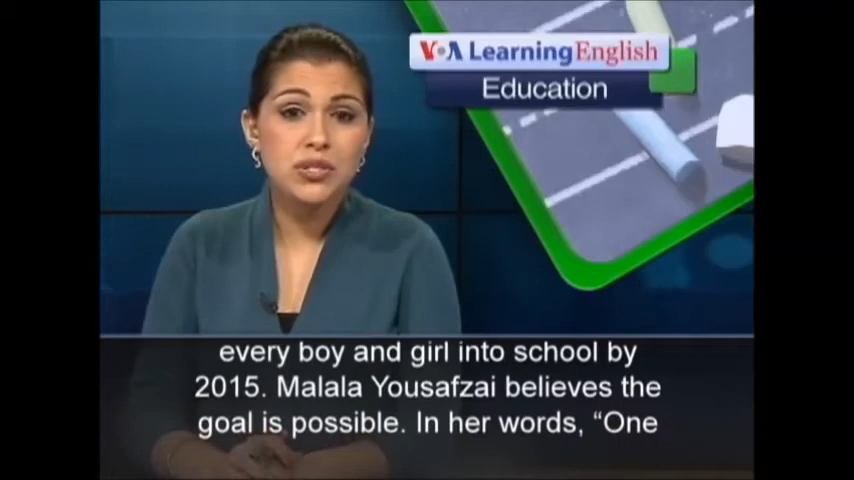 VOA Learning English
Education
every boy and girl into school by
2015. Malala Yousafzai believes the
goal is possible. In her words, “One